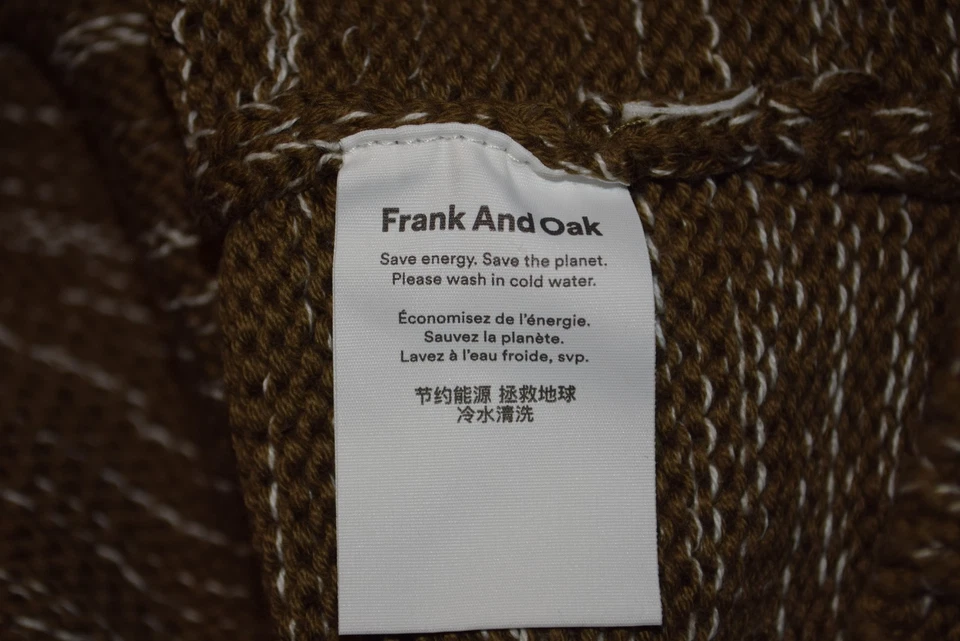 Frank And Oak
Save energy. Save the planet.
Please wash in cold water.
Économisez de l'énergie.
Sauvez la planète.
Lavez à l'eau froide, svp.
节约能源 拯救地球
冷水清洗